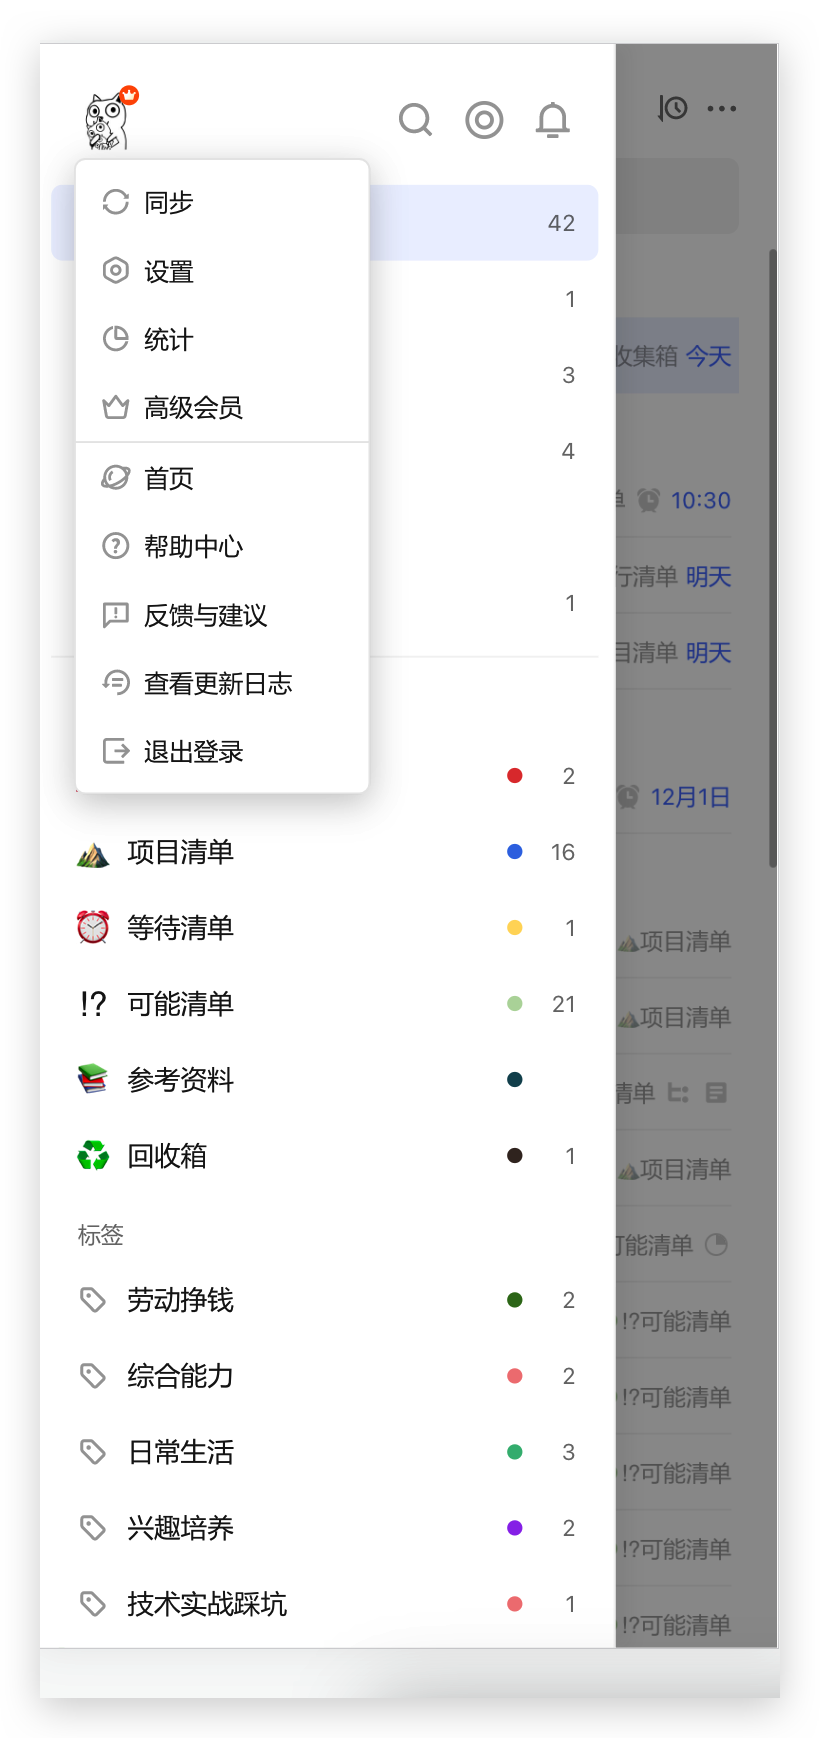 同步
42
设置
1
统计
收集箱 今天
3
高级会员
4
首页
10:30
帮助中心
行清单 明天
反馈与建议
1
目清单 明天
查看更新日志
退出登录
2
12月1日
项目清单
16
等待清单
1
项目清单
!? 可能清单
21
项目清单
参考资料
清单
回收箱
1
项目清单
标签
可能清单
劳动挣钱
2
!?可能清单
综合能力
2
!?可能清单
日常生活
3
!?可能清单
兴趣培养
2
!?可能清单
技术实战踩坑
1
!?可能清单